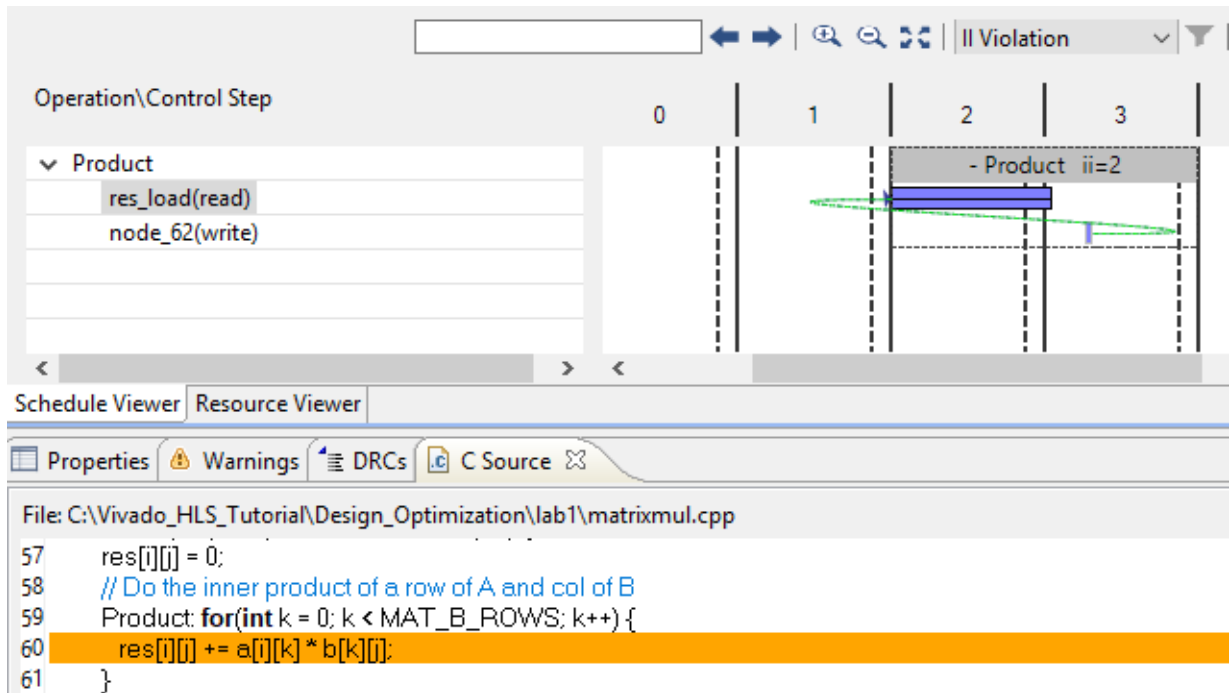 II Violation
Operation\Control Step
0 1 2 3
Product
- Product ii=2
res_load(read)
node_62(write)
Schedule Viewer Resource Viewer
Properties Warnings DRCs .c C Source
File: C:\Vivado_HLS_Tutorial\Design_Optimization\lab1\matrixmul.cpp
57 res[i][j] = 0;
58 // Do the inner product of a row of A and col of B
59 Product: for(int k = 0; k < MAT_B_ROWS; k++) {
60 res[i][j] += a[i][k] * b[k][j];
61 }